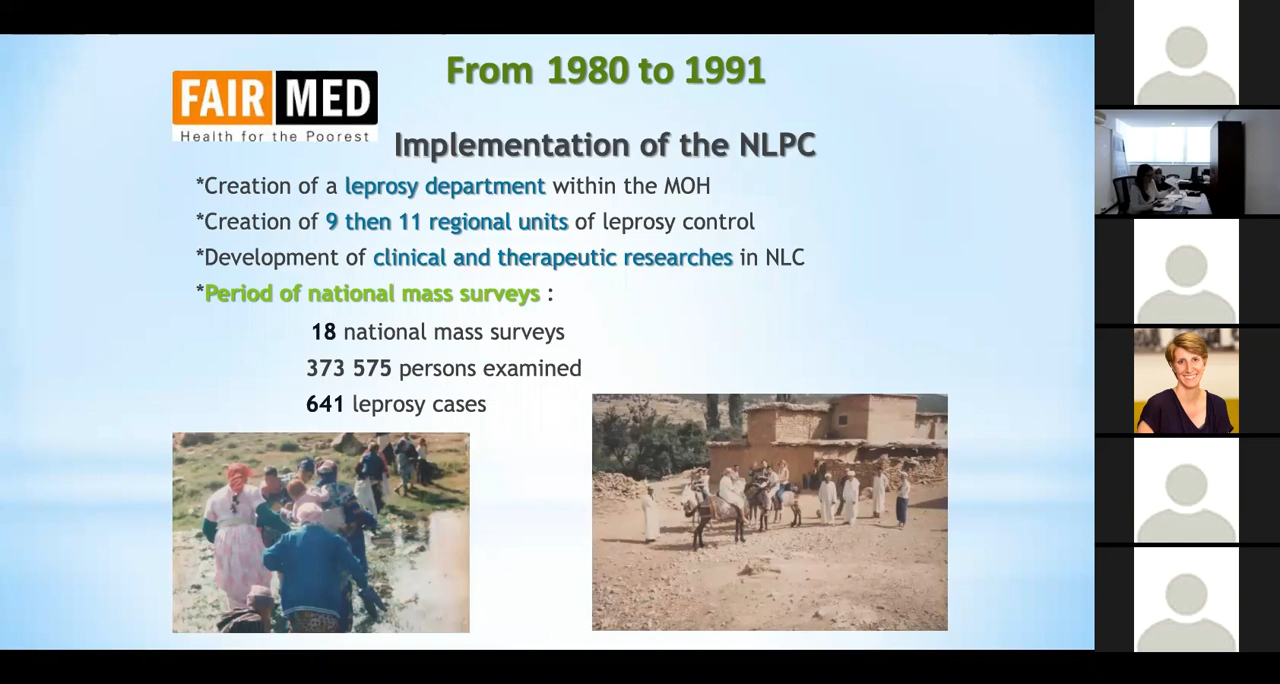 From 1980 to 1991
FAIR MED
Health for the Poorest
Implementation of the NLPC
*Creation of a leprosy department within the MOH
*Creation of 9 then 11 regional units of leprosy control
*Development of clinical and therapeutic researches in NLC
*Period of national mass surveys :
18 national mass surveys
373 575 persons examined
641 leprosy cases